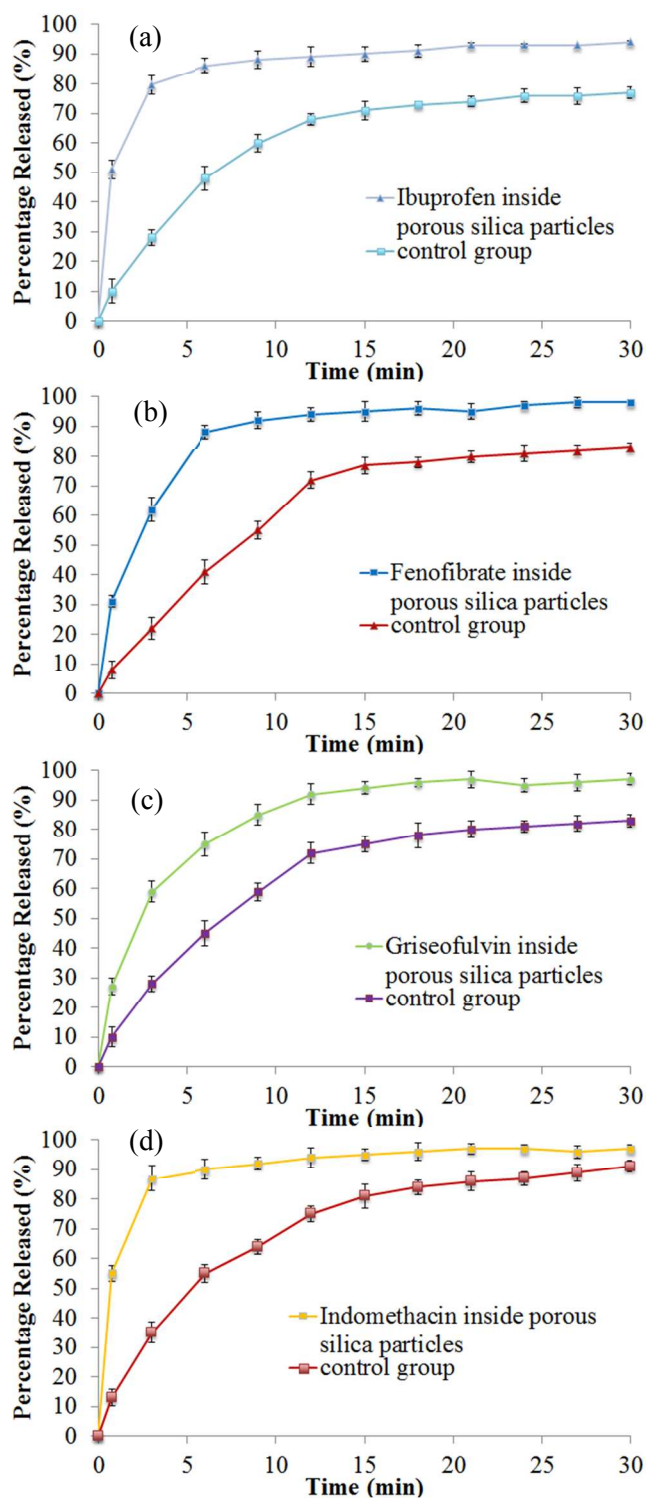 (a)
Percentage Released (%)
100
90
80
70
60
50
40
30
20
10
0
Ibuprofen inside
porous silica particles
control group
0 5 10 15 20 25 30
Time (min)
(b)
Percentage Released (%)
100
90
80
70
60
50
40
30
20
10
0
Fenofibrate inside
porous silica particles
control group
0 5 10 15 20 25 30
Time (min)
(c)
Percentage Released (%)
100
90
80
70
60
50
40
30
20
10
0
Griseofulvin inside
porous silica particles
control group
0 5 10 15 20 25 30
Time (min)
(d)
Percentage Released (%)
100
90
80
70
60
50
40
30
20
10
0
Indomethacin inside porous
silica particles
control group
0 5 10 15 20 25 30
Time (min)